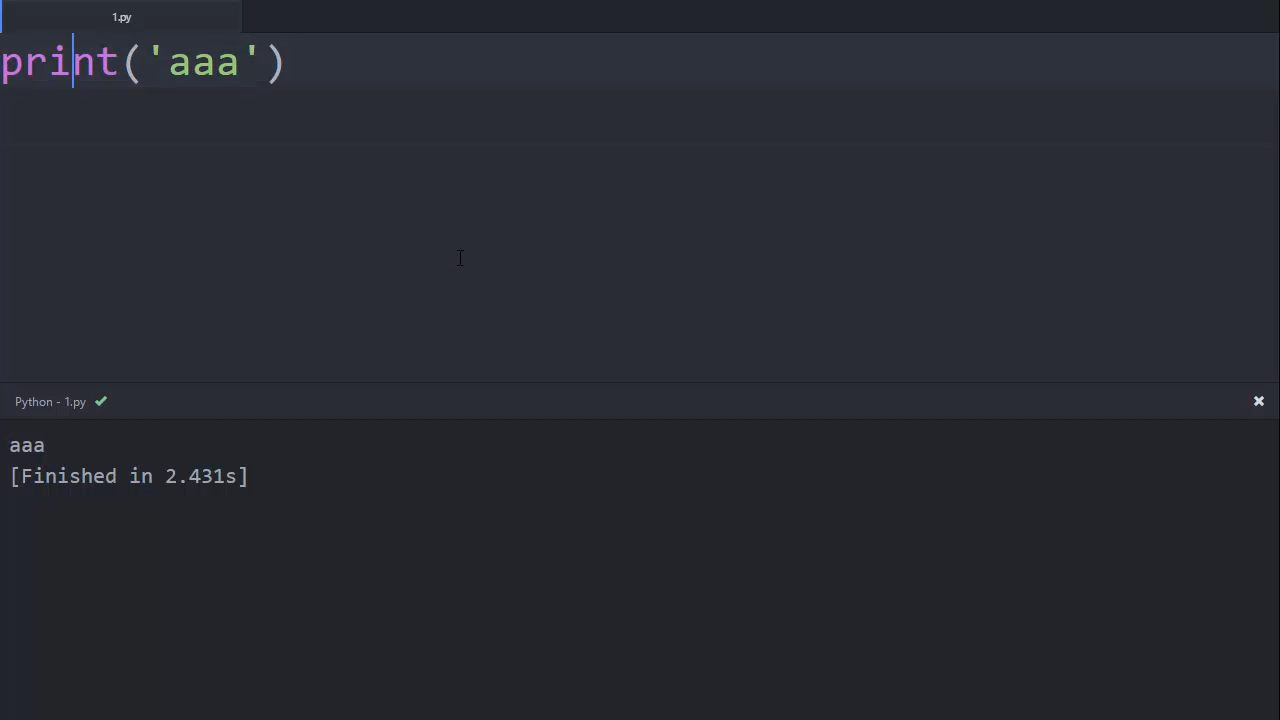 1.py
print('aaa')
Python - 1.py
aaa
[Finished in 2.431s]